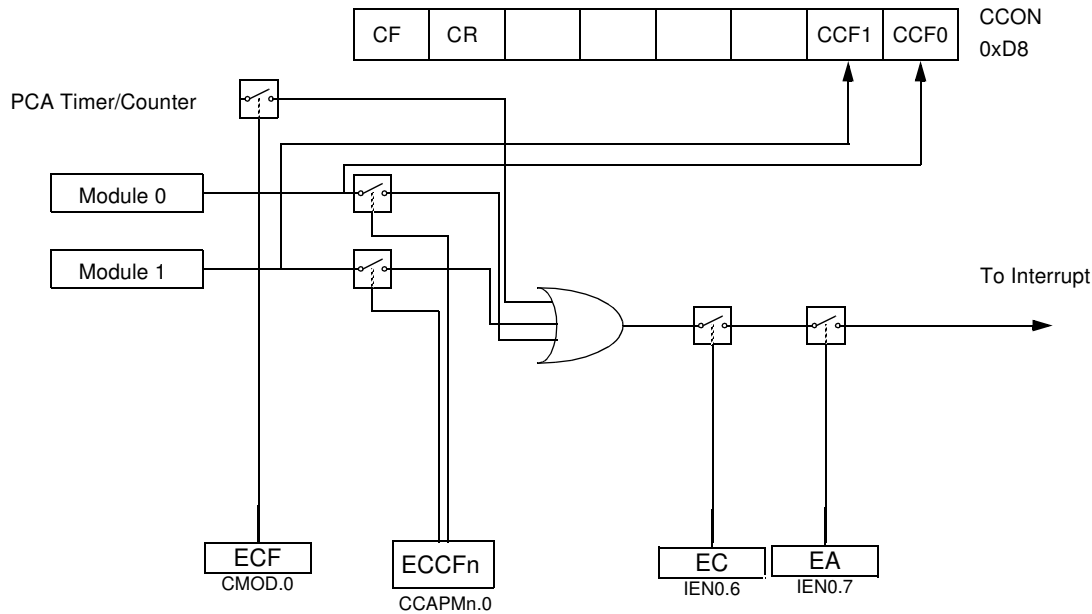 CF CR CCF1 CCF0 CCON
0xD8
PCA Timer/Counter
Module 0
Module 1
To Interrupt
ECF
CMOD.0
ECCFn
CCAPMn.0
EC
IEN0.6
EA
IEN0.7